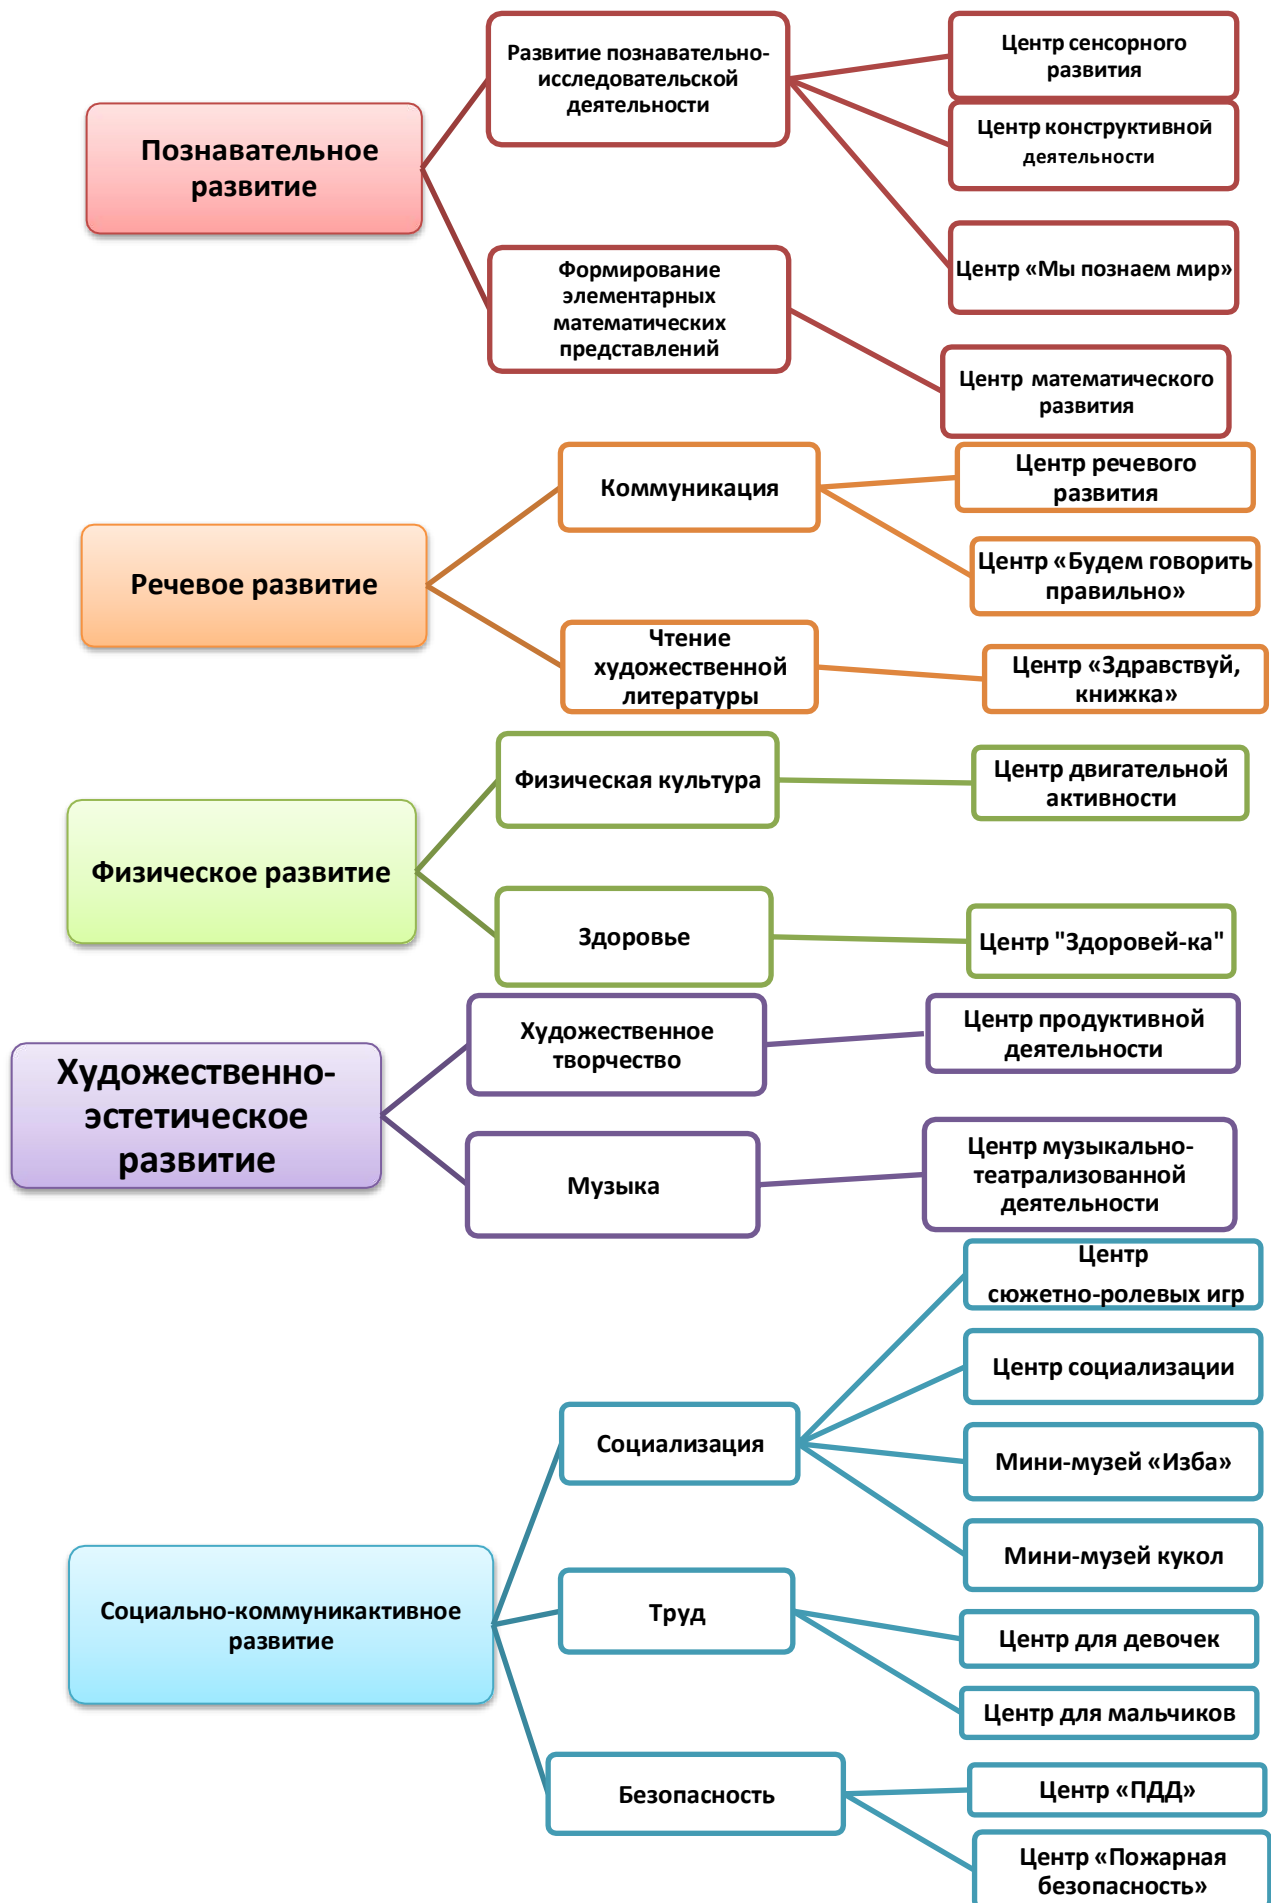 Познавательное
развитие
Развитие познавательно-
исследовательской
деятельности
Центр сенсорного
развития
Центр конструктивной
деятельности
Центр «Мы познаем мир»
Формирование
элементарных
математических
представлений
Центр математического
развития
Речевое развитие
Коммуникация
Центр речевого
развития
Центр «Будем говорить
правильно»
Чтение
художественной
литературы
Центр «Здравствуй,
книжка»
Физическое развитие
Физическая культура
Центр двигательной
активности
Здоровье
Центр "Здоровей-ка"
Художественно-
эстетическое
развитие
Художественное
творчество
Центр продуктивной
деятельности
Музыка
Центр музыкально-
театрализованной
деятельности
Социально-коммуникактивное
развитие
Социализация
Центр
сюжетно-ролевых игр
Центр социализации
Мини-музей «Изба»
Мини-музей кукол
Труд
Центр для девочек
Центр для мальчиков
Безопасность
Центр «ПДД»
Центр «Пожарная
безопасность»